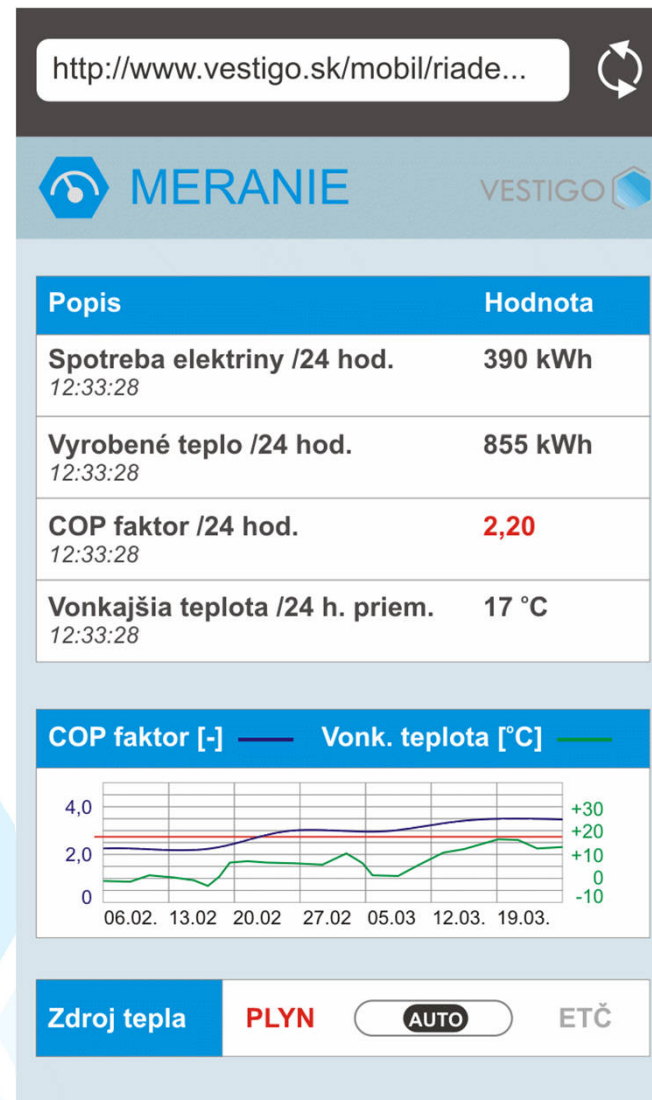 http://www.vestigo.sk/mobil/riade...
MERANIE
VESTIGO
Popis Hodnota
Spotreba elektriny /24 hod. 390 kWh
12:33:28
Vyrobené teplo /24 hod. 855 kWh
12:33:28
COP faktor /24 hod. 2,20
12:33:28
Vonkajšia teplota /24 h. priem. 17 °C
12:33:28
COP faktor [-] Vonk. teplota [°C]
4,0 +30
+20
2,0 +10
0 0
-10
06.02. 13.02 20.02 27.02 05.03 12.03. 19.03.
Zdroj tepla PLYN AUTO ETČ